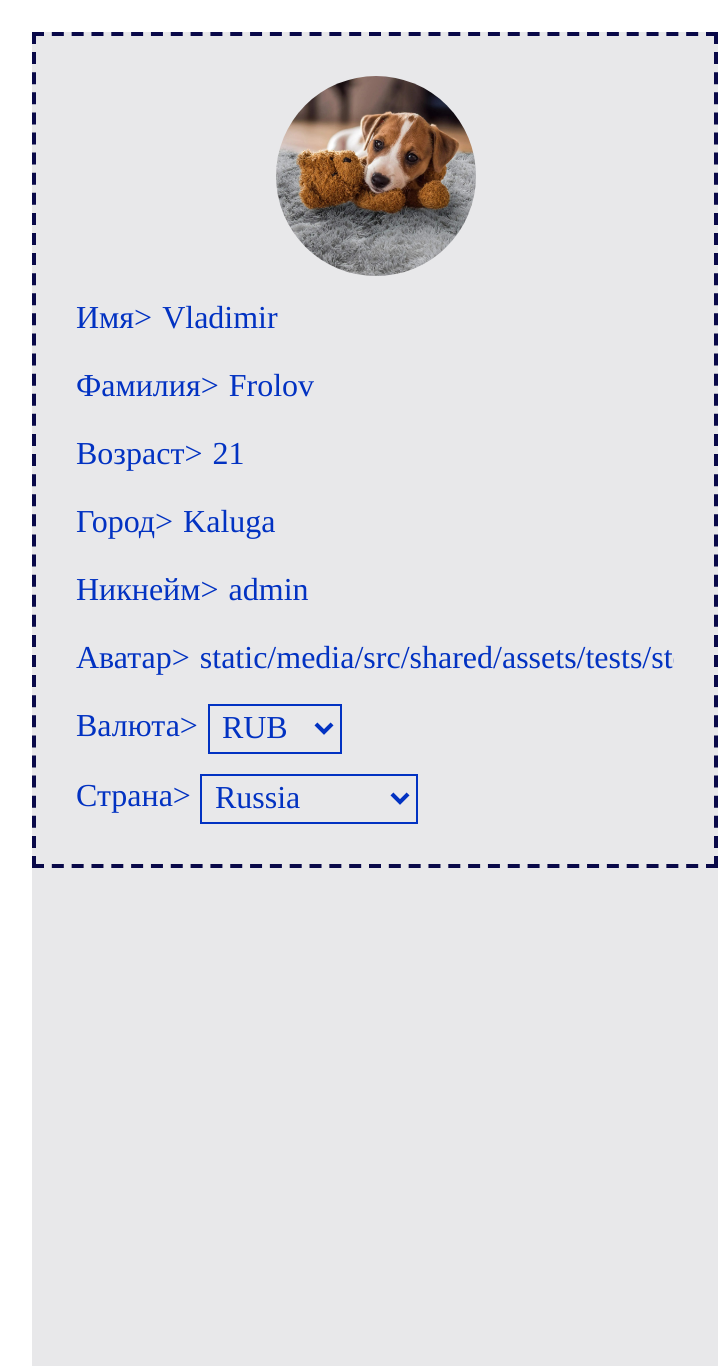 Имя> Vladimir
Фамилия> Frolov
Возраст> 21
Город> Kaluga
Никнейм> admin
Аватар> static/media/src/shared/assets/tests/st
Валюта> RUB
Страна> Russia